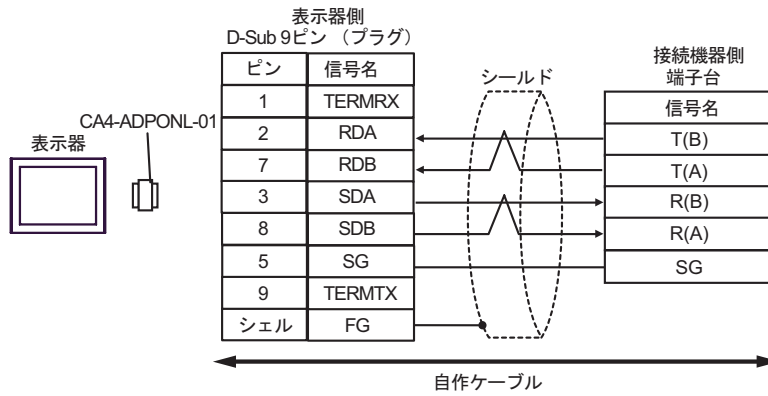 表示器側
D-Sub 9ピン （プラグ）
ピン 信号名
1 TERMRX
2 RDA
7 RDB
3 SDA
8 SDB
5 SG
9 TERMTX
シェル FG
CA4-ADPONL-01
表示器
シールド
接続機器側
端子台
信号名
T(B)
T(A)
R(B)
R(A)
SG
自作ケーブル